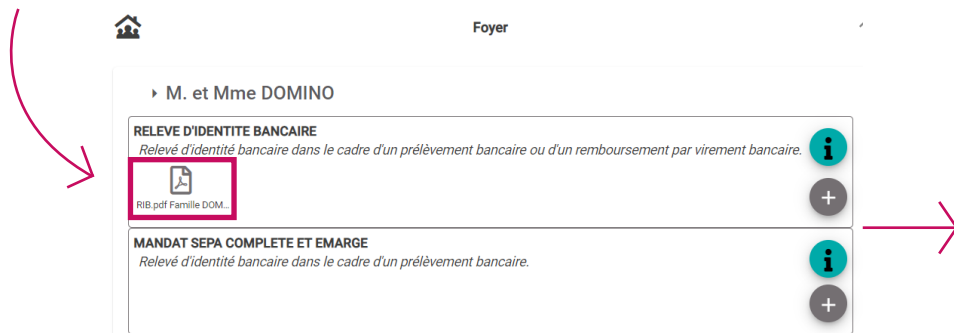 Foyer
M. et Mme DOMINO
RELEVE D'IDENTITE BANCAIRE
Relevé d'identité bancaire dans le cadre d'un prélèvement bancaire ou d'un remboursement par virement bancaire.
RIB.pdf Famille DOM...
MANDAT SEPA COMPLETE ET EMARGE
Relevé d'identité bancaire dans le cadre d'un prélèvement bancaire.